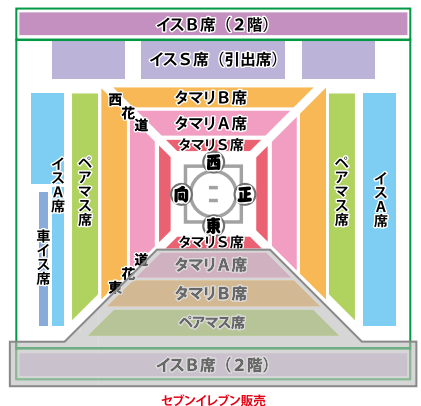 イスB席（２階）
イスS席（引出席）
タマリB席
西花道
タマリA席
タマリS席
西
イスA席
ペアマス席
向
正
ペアマス席
イスA席
車イス席
東
タマリS席
東花道
タマリA席
タマリB席
ペアマス席
イスB席（２階）
セブンイレブン販売